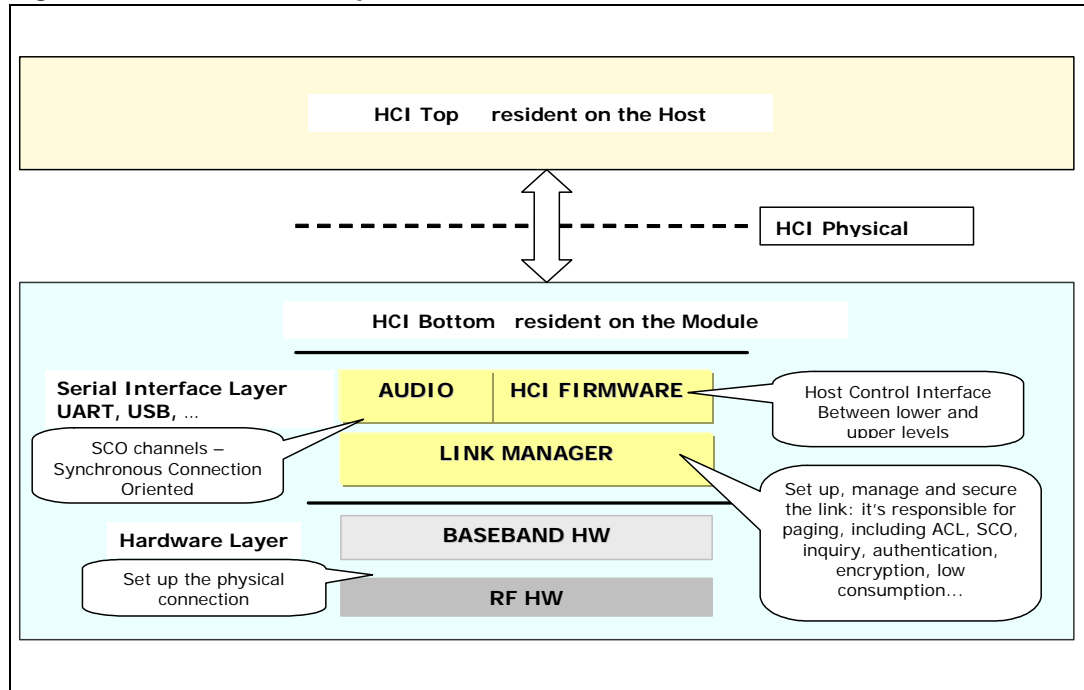 HCI Top resident on the Host
HCI Physical
HCI Bottom resident on the Module
Serial Interface Layer
UART, USB, ...
AUDIO
HCI FIRMWARE
Host Control Interface
Between lower and
upper levels
SCO channels –
Synchronous Connection
Oriented
LINK MANAGER
Set up, manage and secure
the link: it's responsible for
paging, including ACL, SCO,
inquiry, authentication,
encryption, low
consumption...
Hardware Layer
BASEBAND HW
Set up the physical
connection
RF HW